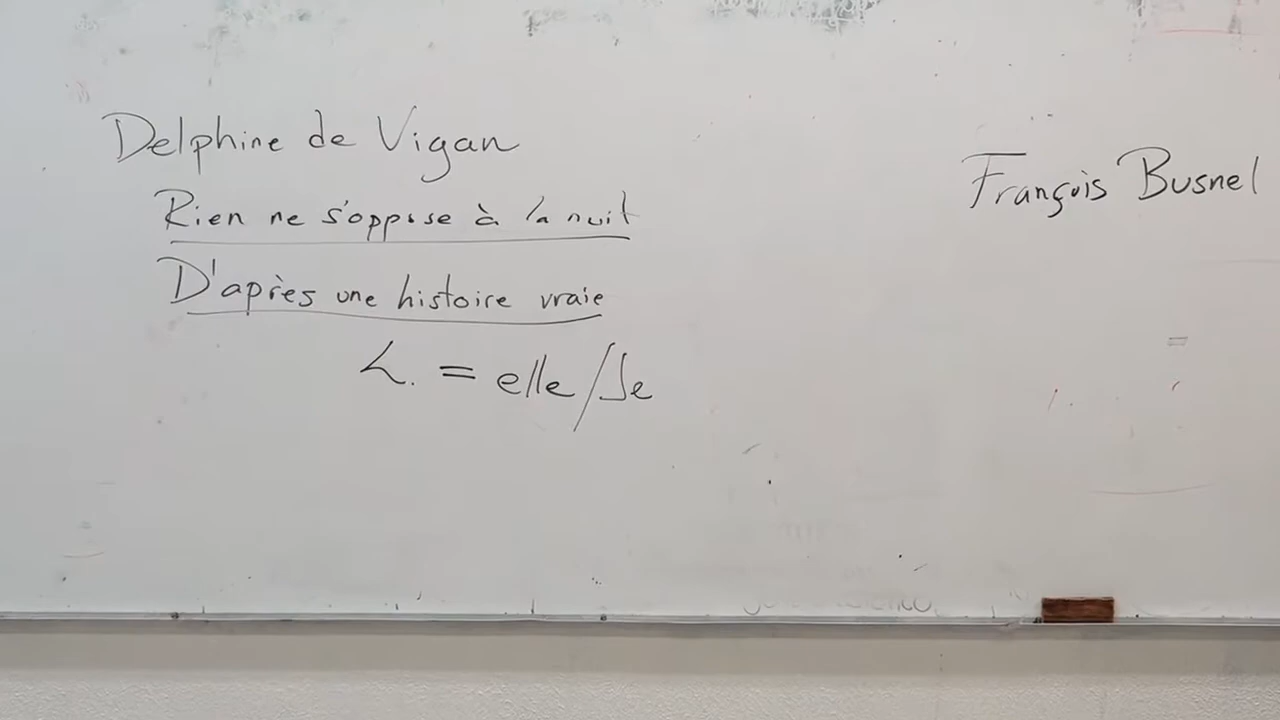 Delphine de Vigan
Rien ne s'oppose à la nuit
D'après une histoire vraie
L. = elle/Je
François Busnel